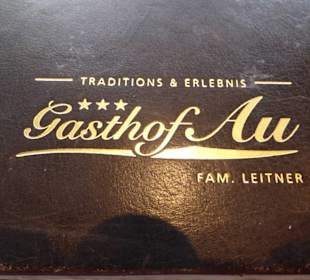 TRADITIONS & ERLEBNIS
Gasthof Au
FAM. LEITNER